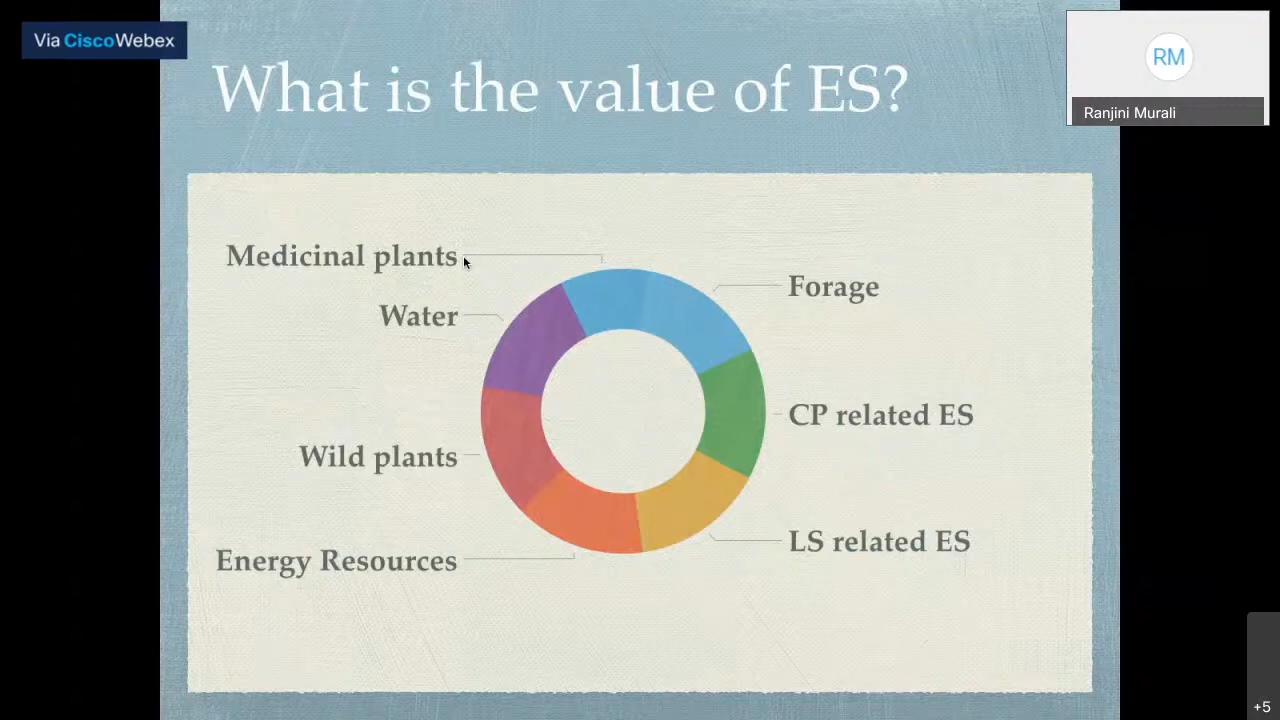 Via CiscoWebex
What is the value of ES?
RM
Ranjini Murali
Medicinal plants
Forage
Water
CP related ES
Wild plants
LS related ES
Energy Resources
+5